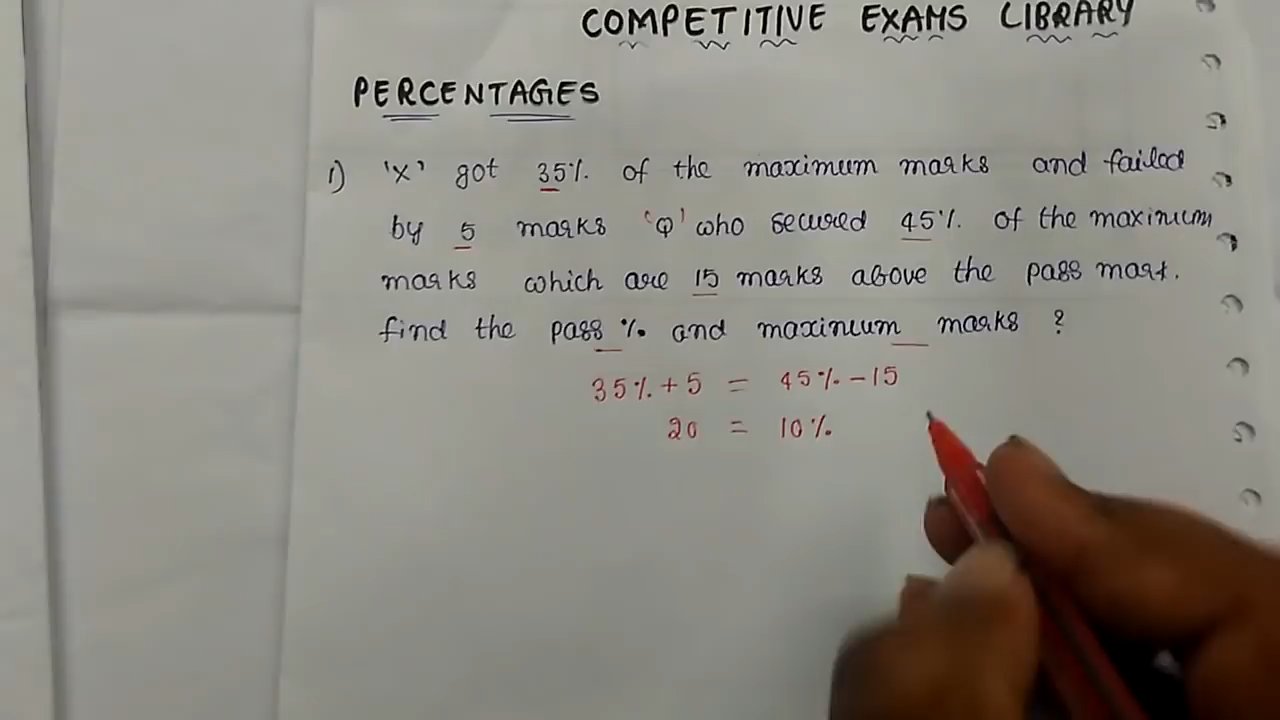 COMPETITIVE EXAMS LIBRARY
PERCENTAGES
1) 'X' got 35% of the maximum marks and failed
by 5 marks 'Q' who secured 45% of the maximum
marks which are 15 marks above the pass mark.
find the pass % and maximum marks ?
35% + 5 = 45% - 15
20 = 10%